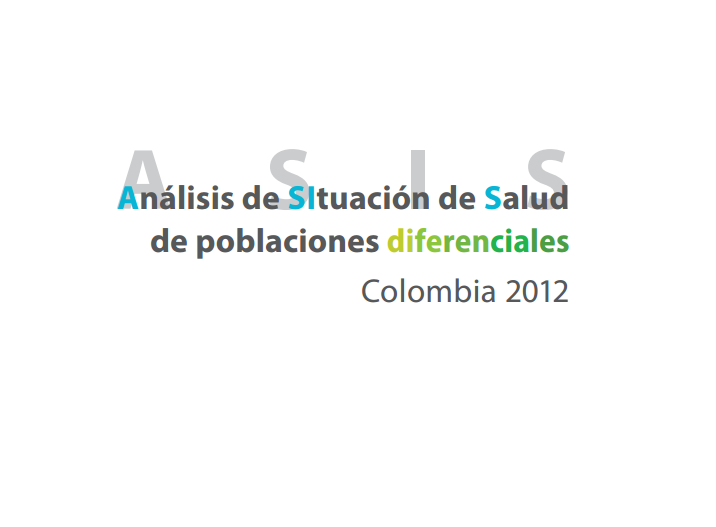 A S I S
Análisis de SItuación de Salud
de poblaciones diferenciales
Colombia 2012